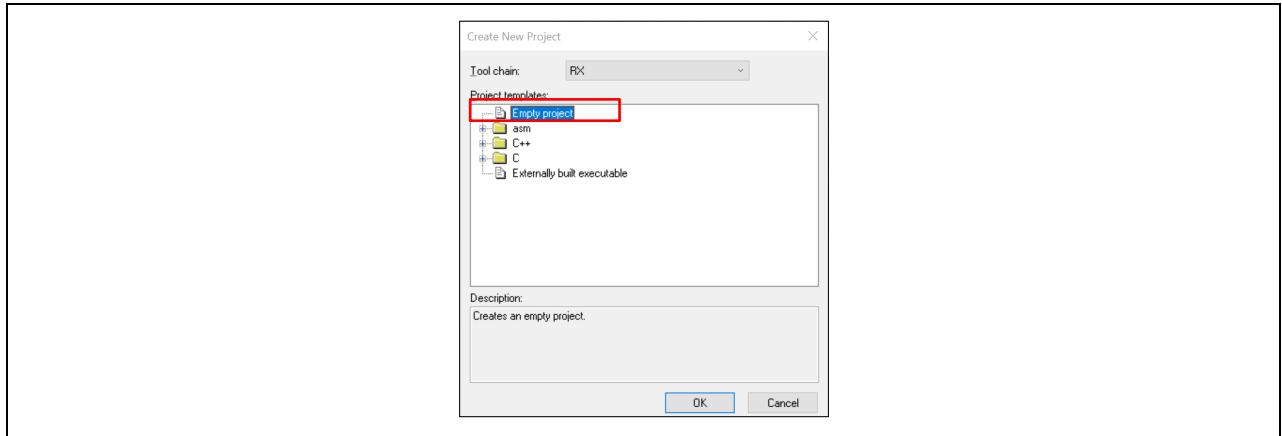 Create New Project
Tool chain: RX
Project templates:
Empty project
asm
C++
C
Externally built executable
Description:
Creates an empty project.
OK Cancel